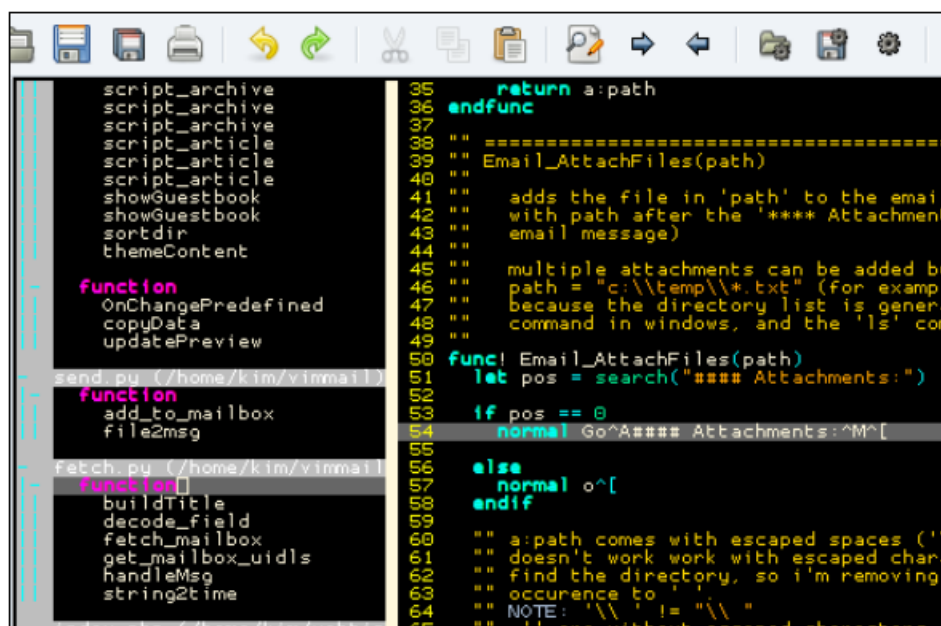 script_archive
script_archive
script_archive
script_article
script_article
script_article
showGuestbook
showGuestbook
sortdir
themeContent
function
OnChangePredefined
copyData
updatePreview
send.py (/home/kim/vimmail)
function
add_to_mailbox
file2msg
fetch.py (/home/kim/vimmail
function
buildTitle
decode_field
fetch_mailbox
get_mailbox_uidls
handleMsg
string2time
35 return a:path
36 endfunc
37
38 "" =====================================
39 "" Email_AttachFiles(path)
40 ""
41 "" adds the file in 'path' to the emai
42 "" with path after the '**** Attachmen
43 "" email message)
44 ""
45 "" multiple attachments can be added b
46 "" path = "c:\\temp\\*.txt" (for examp
47 "" because the directory list is gener
48 "" command in windows, and the 'ls' co
49 ""
50 func! Email_AttachFiles(path)
51 let pos = search("#### Attachments:")
52
53 if pos == 0
54 normal Go^A#### Attachments:^M^[
55
56 else
57 normal o^[
58 endif
59
60 "" a:path comes with escaped spaces ('
61 "" doesn't work work with escaped char
62 "" find the directory, so i'm removing
63 "" occurence to ' '.
64 "" NOTE: '\\ ' != "\\ "